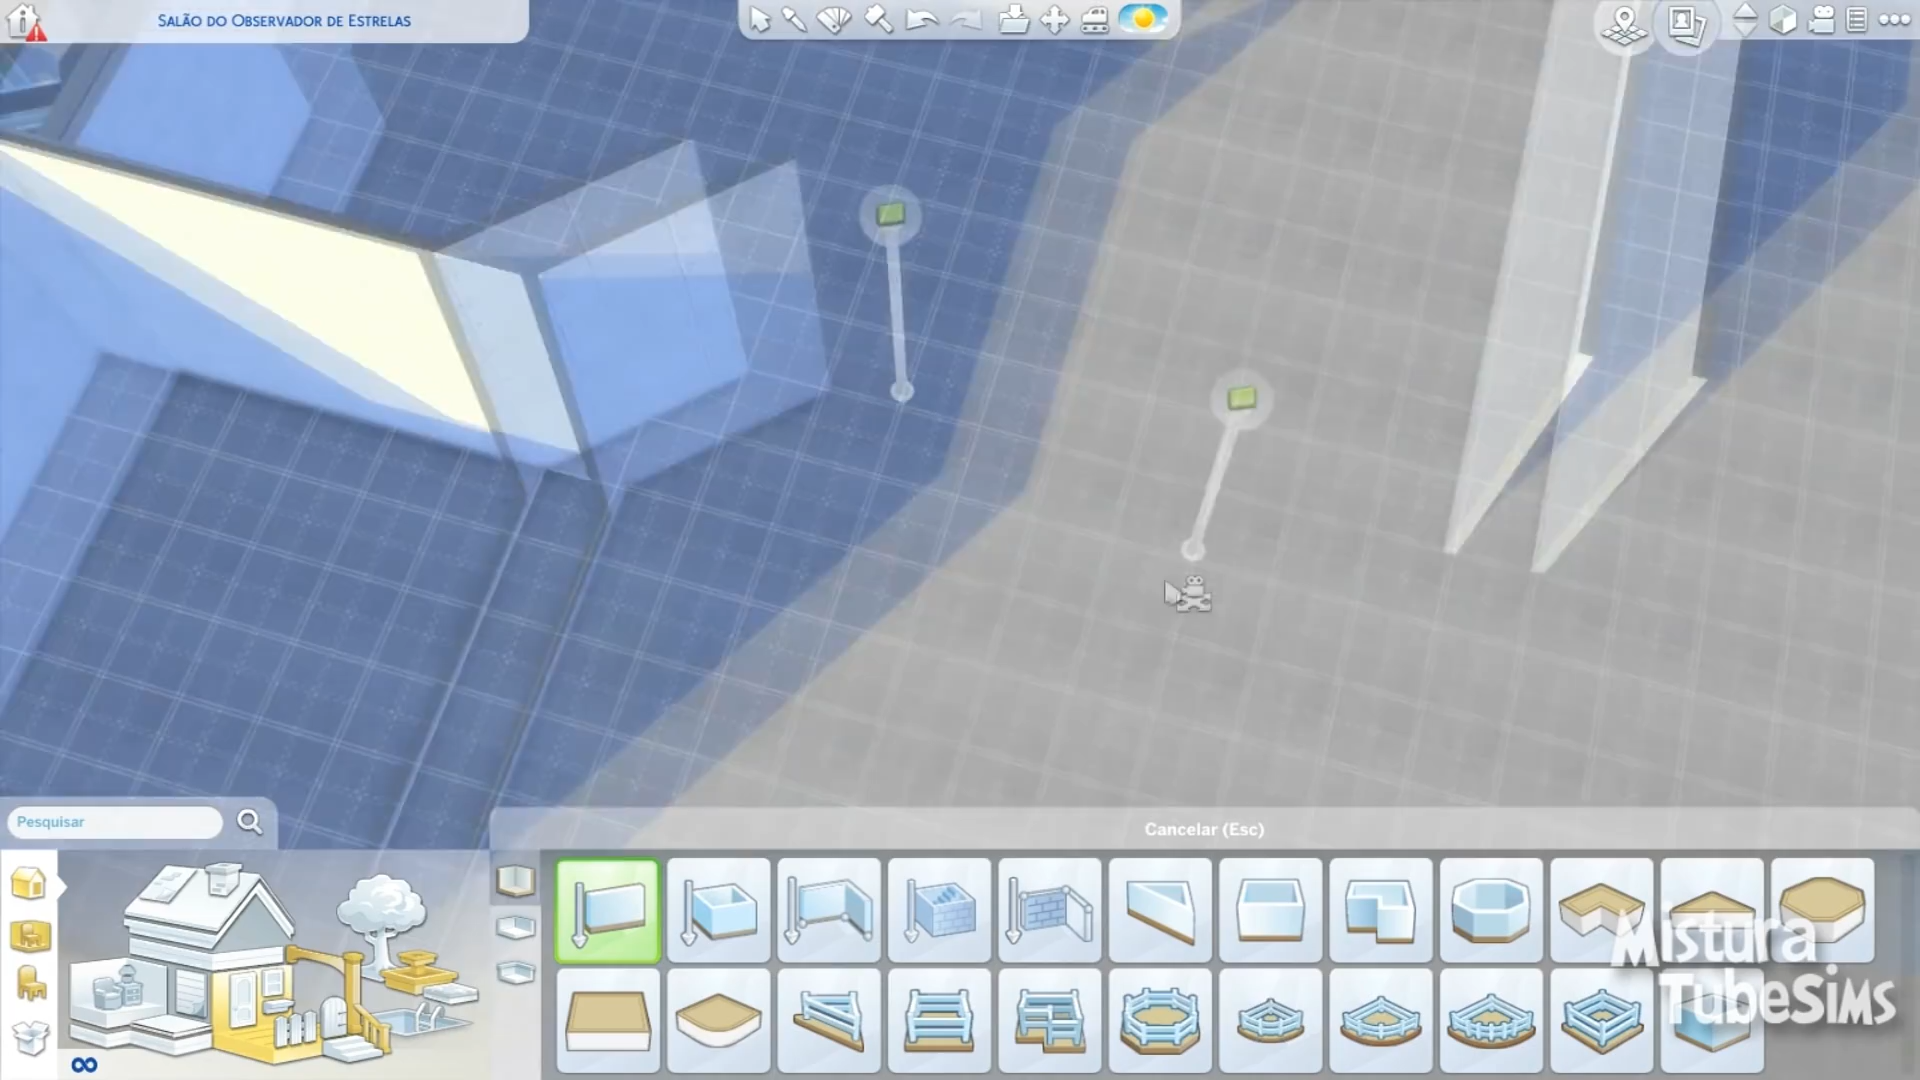 Salão do Observador de Estrelas
Pesquisar
Cancelar (Esc)
Mistura
TubeSims